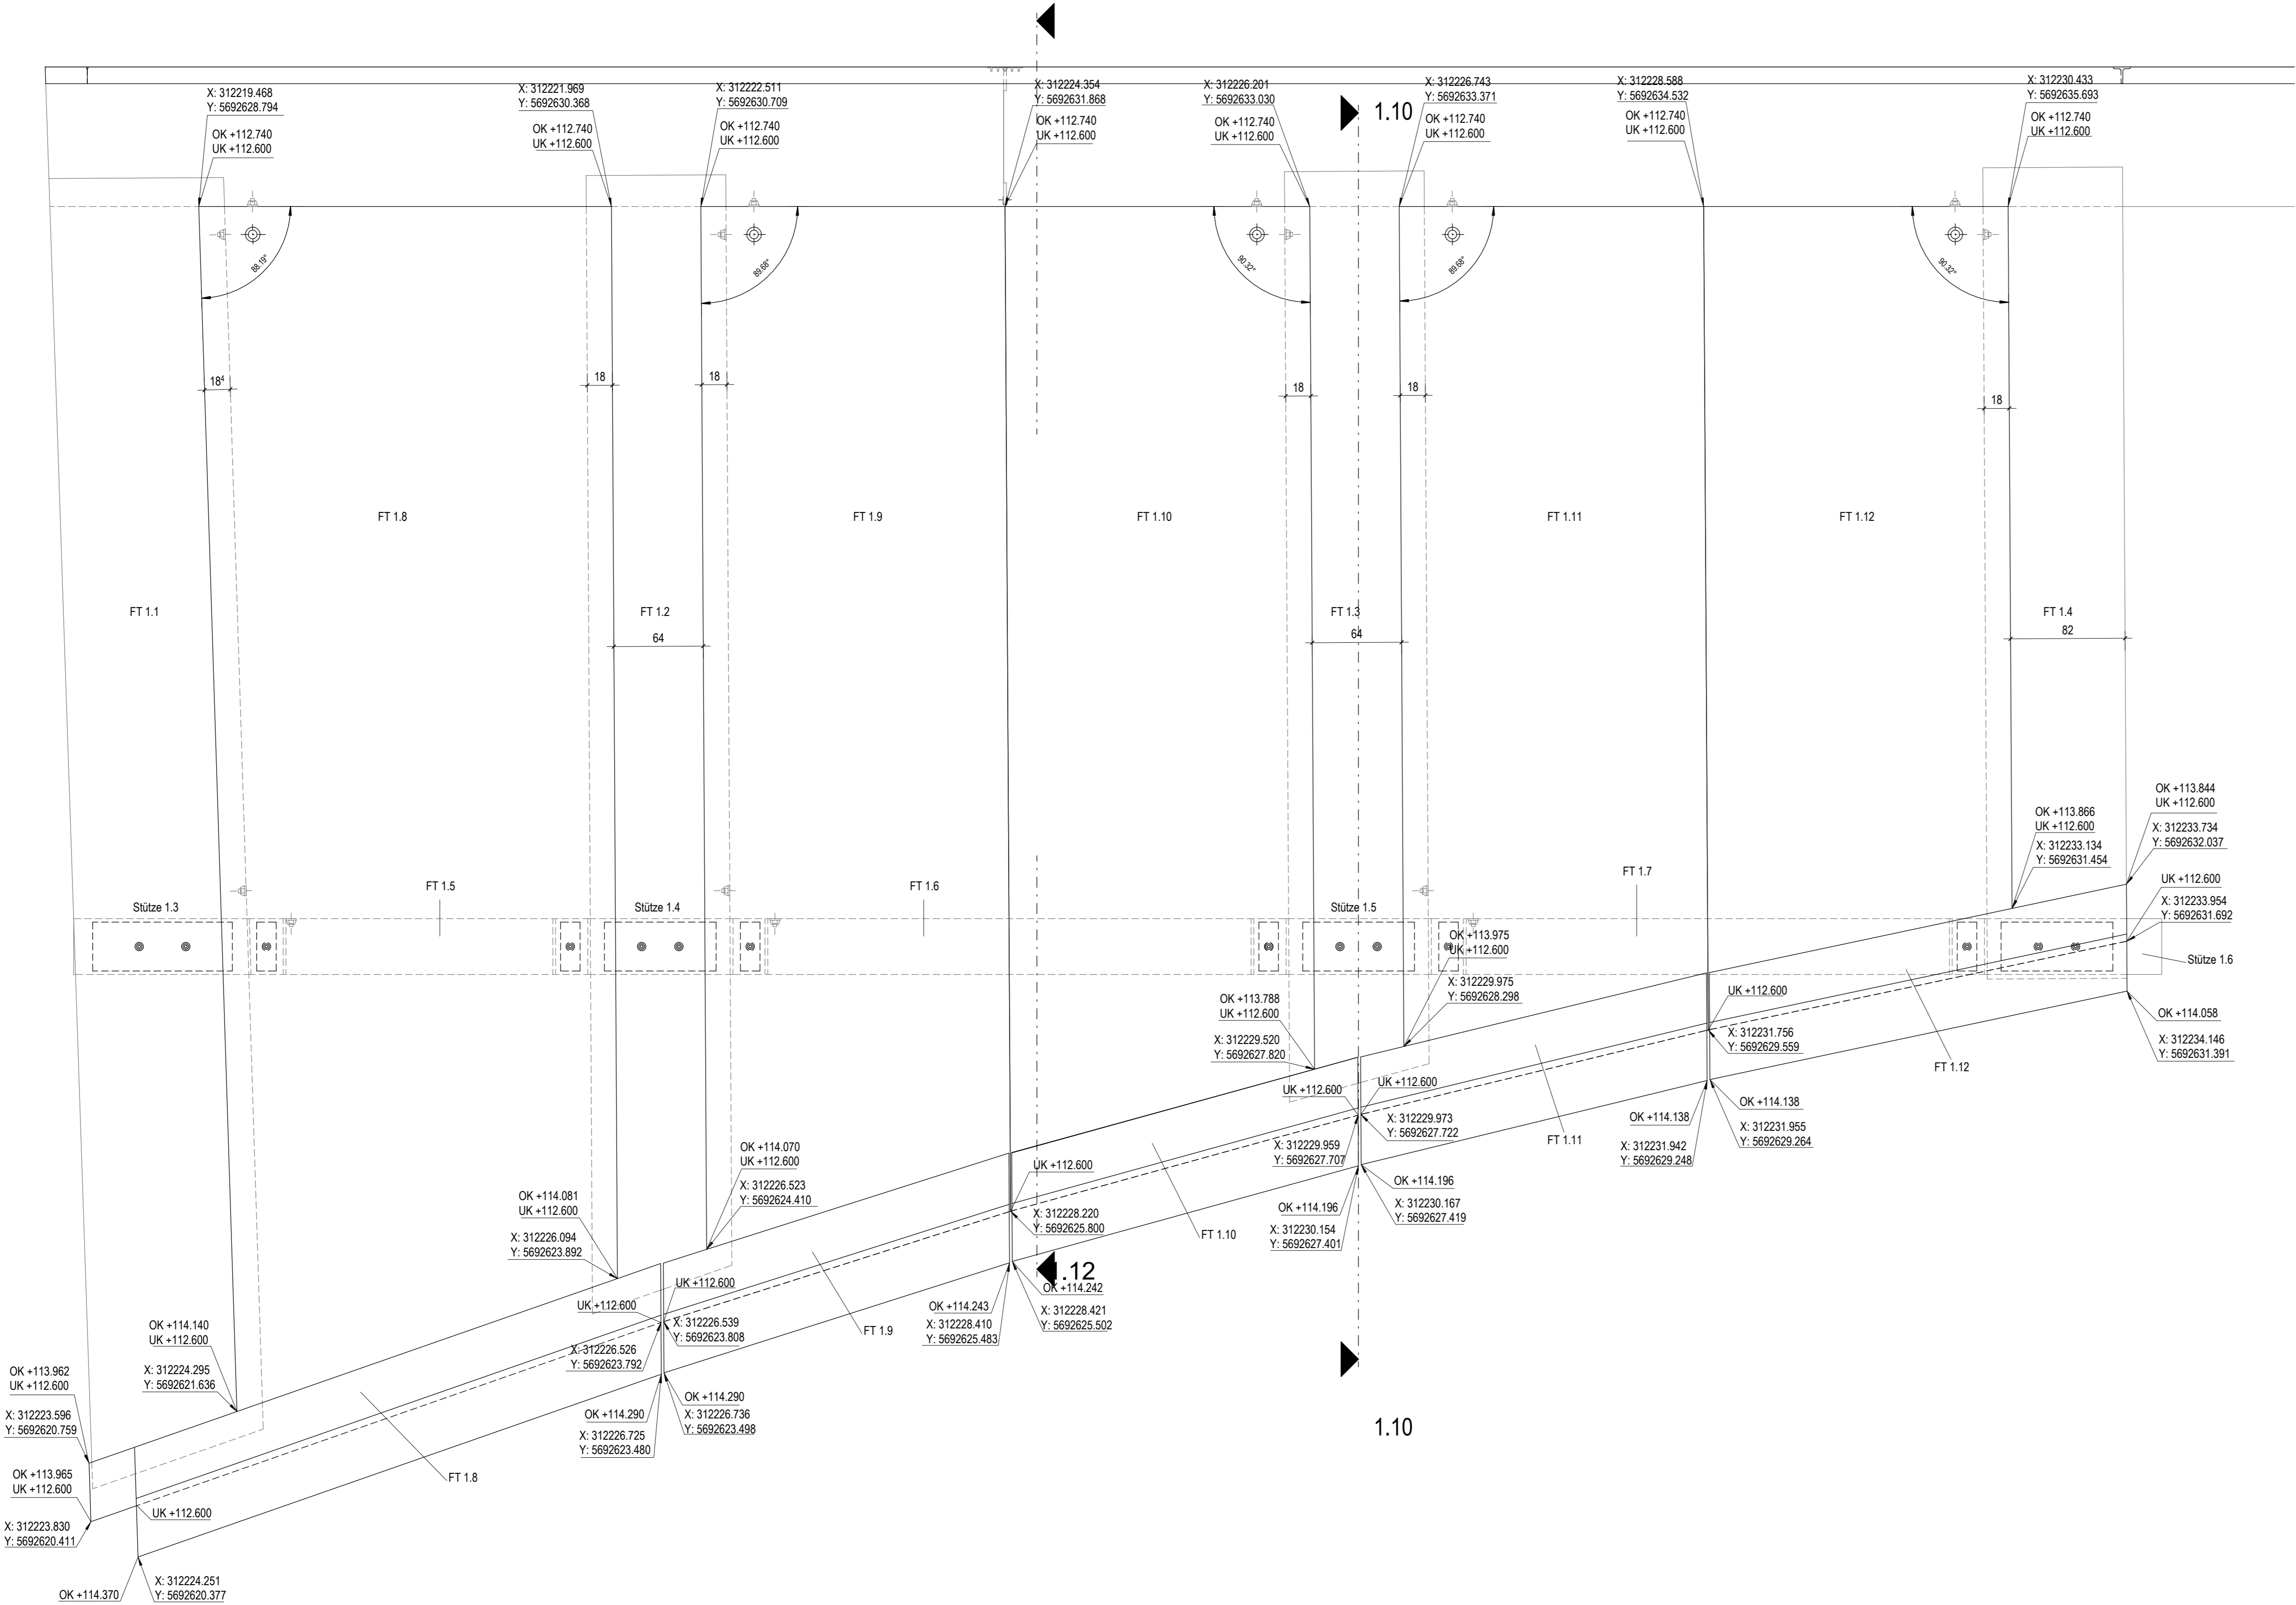 X: 312219.468
Y: 5692628.794
OK +112.740
UK +112.600
X: 312221.969
Y: 5692630.368
OK +112.740
UK +112.600
X: 312222.511
Y: 5692630.709
OK +112.740
UK +112.600
X: 312224.354
Y: 5692631.868
OK +112.740
UK +112.600
X: 312226.201
Y: 5692633.030
OK +112.740
UK +112.600
1.10
X: 312226.743
Y: 5692633.371
OK +112.740
UK +112.600
X: 312228.588
Y: 5692634.532
OK +112.740
UK +112.600
X: 312230.433
Y: 5692635.693
OK +112.740
UK +112.600
88.19°
89.68°
90.32°
89.68°
90.32°
18⁴
18
18
18
18
18
FT 1.8
FT 1.9
FT 1.10
FT 1.11
FT 1.12
FT 1.1
FT 1.2
64
FT 1.3
64
FT 1.4
82
OK +113.844
UK +112.600
X: 312233.734
Y: 5692632.037
OK +113.866
UK +112.600
X: 312233.134
Y: 5692631.454
UK +112.600
X: 312233.954
Y: 5692631.692
Stütze 1.3
FT 1.5
Stütze 1.4
FT 1.6
Stütze 1.5
FT 1.7
Stütze 1.6
OK +113.975
UK +112.600
X: 312229.975
Y: 5692628.298
OK +113.788
UK +112.600
X: 312229.520
Y: 5692627.820
UK +112.600
X: 312231.756
Y: 5692629.559
OK +114.058
X: 312234.146
Y: 5692631.391
FT 1.12
UK +112.600
UK +112.600
X: 312229.973
Y: 5692627.722
X: 312229.959
Y: 5692627.707
FT 1.11
OK +114.138
X: 312231.942
Y: 5692629.248
OK +114.138
X: 312231.955
Y: 5692629.264
OK +114.070
UK +112.600
X: 312226.523
Y: 5692624.410
OK +114.081
UK +112.600
X: 312226.094
Y: 5692623.892
UK +112.600
X: 312228.220
Y: 5692625.800
FT 1.10
OK +114.196
X: 312230.154
Y: 5692627.401
OK +114.196
X: 312230.167
Y: 5692627.419
1.12
OK +114.242
X: 312228.421
Y: 5692625.502
OK +114.243
X: 312228.410
Y: 5692625.483
FT 1.9
UK +112.600
UK +112.600
X: 312226.539
Y: 5692623.808
X: 312226.526
Y: 5692623.792
OK +114.140
UK +112.600
X: 312224.295
Y: 5692621.636
OK +113.962
UK +112.600
X: 312223.596
Y: 5692620.759
OK +114.290
X: 312226.736
Y: 5692623.498
OK +114.290
X: 312226.725
Y: 5692623.480
1.10
FT 1.8
OK +113.965
UK +112.600
X: 312223.830
Y: 5692620.411
UK +112.600
OK +114.370
X: 312224.251
Y: 5692620.377